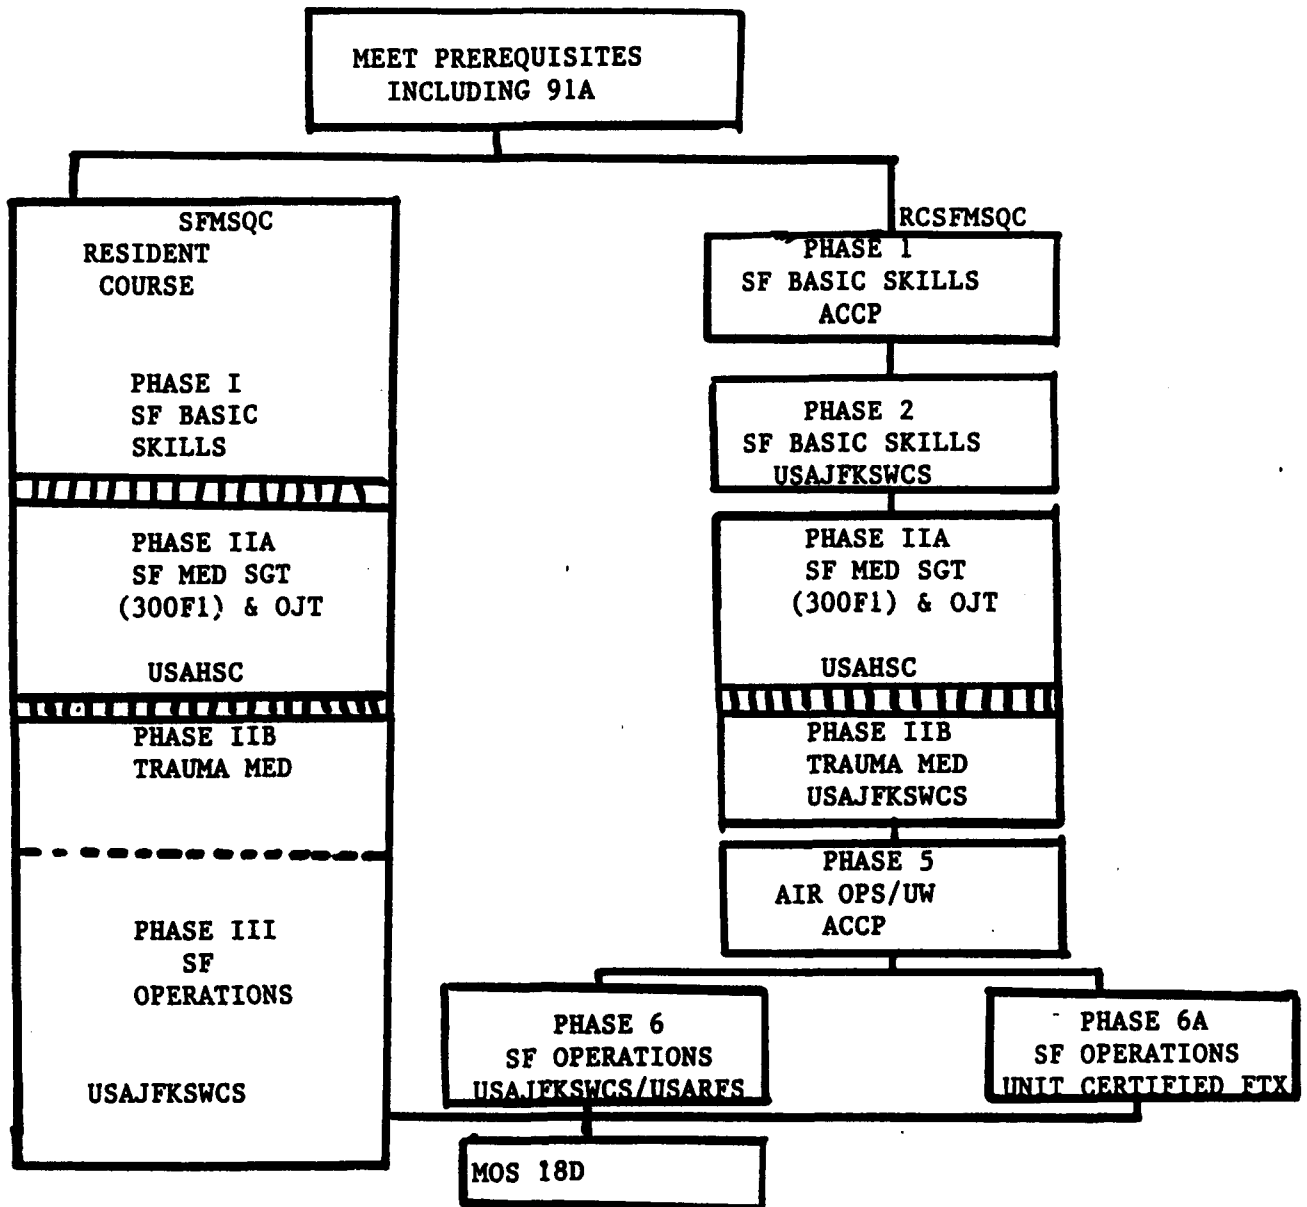 MEET PREREQUISITES
INCLUDING 91A
SFMSQC
RESIDENT
COURSE
PHASE I
SF BASIC
SKILLS
PHASE IIA
SF MED SGT
(300F1) & OJT
USAHSC
PHASE IIB
TRAUMA MED
PHASE III
SF
OPERATIONS
USAJFKSWCS
RCSFMSQC
PHASE 1
SF BASIC SKILLS
ACCP
PHASE 2
SF BASIC SKILLS
USAJFKSWCS
PHASE IIA
SF MED SGT
(300F1) & OJT
USAHSC
PHASE IIB
TRAUMA MED
USAJFKSWCS
PHASE 5
AIR OPS/UW
ACCP
PHASE 6
SF OPERATIONS
USAJFKSWCS/USARFS
PHASE 6A
SF OPERATIONS
UNIT CERTIFIED FTX
MOS 18D